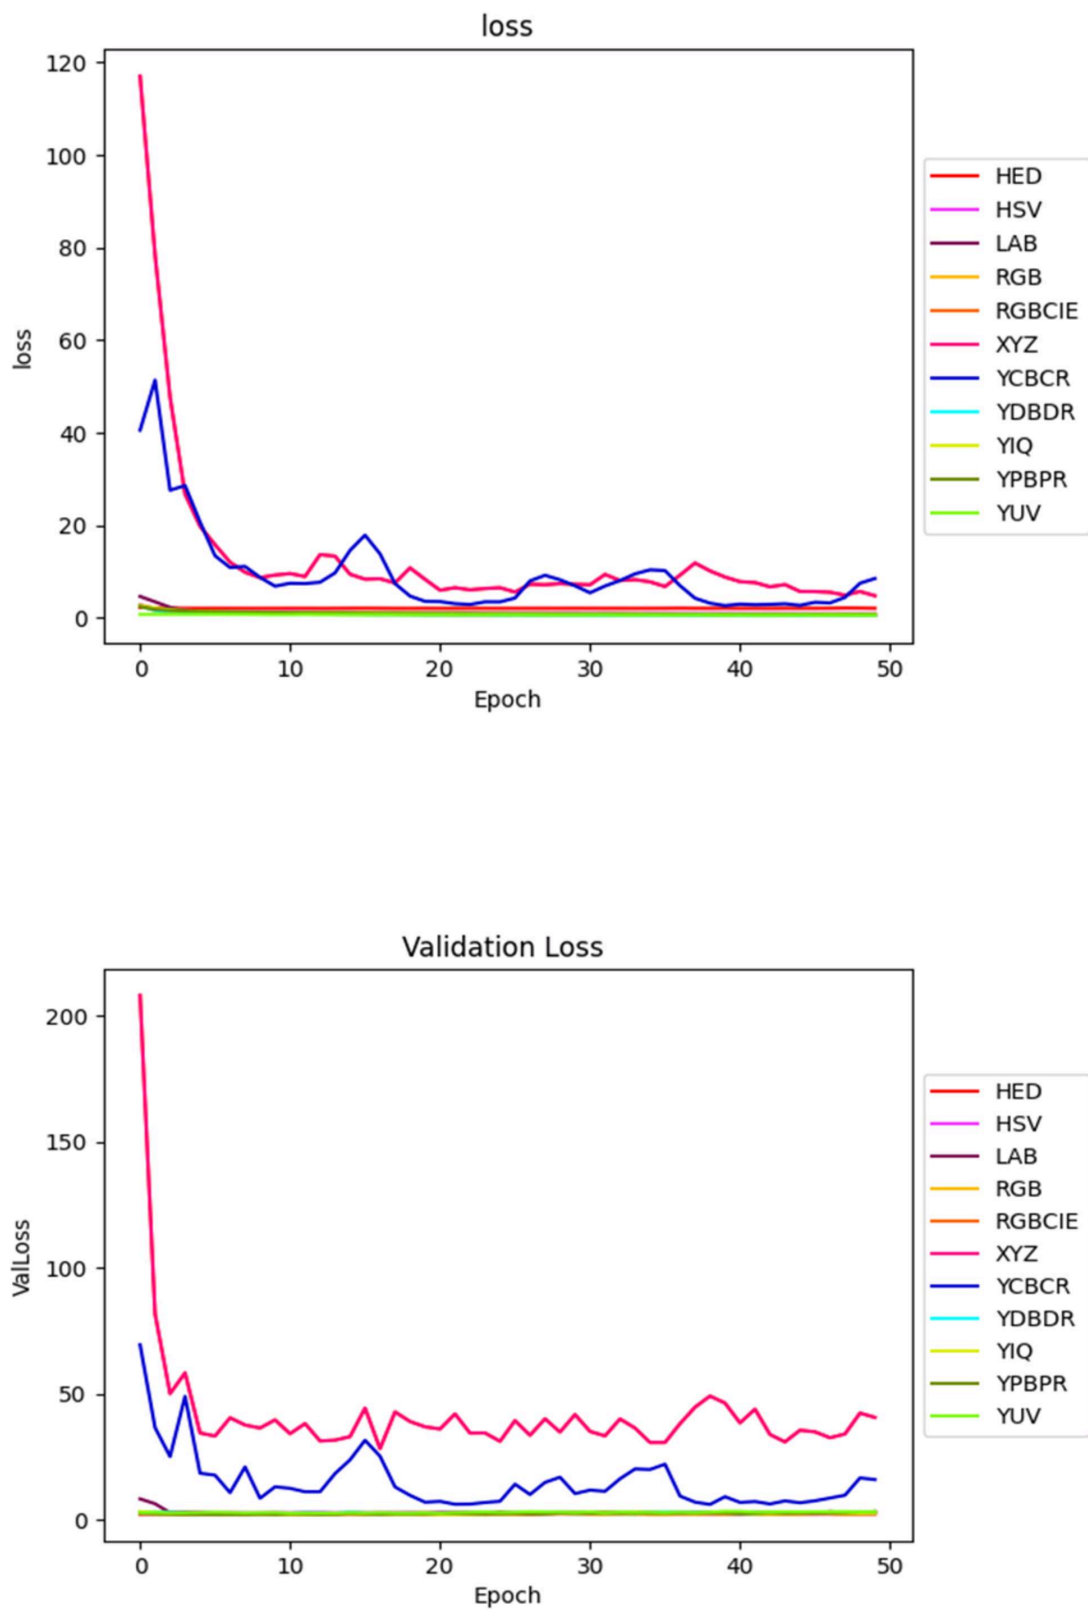 loss
120
100
80
60
40
20
0
loss
0 10 20 30 40 50
Epoch
HED
HSV
LAB
RGB
RGBCIE
XYZ
YCBCR
YDBDR
YIQ
YPBPR
YUV
Validation Loss
200
150
100
50
0
ValLoss
0 10 20 30 40 50
Epoch
HED
HSV
LAB
RGB
RGBCIE
XYZ
YCBCR
YDBDR
YIQ
YPBPR
YUV